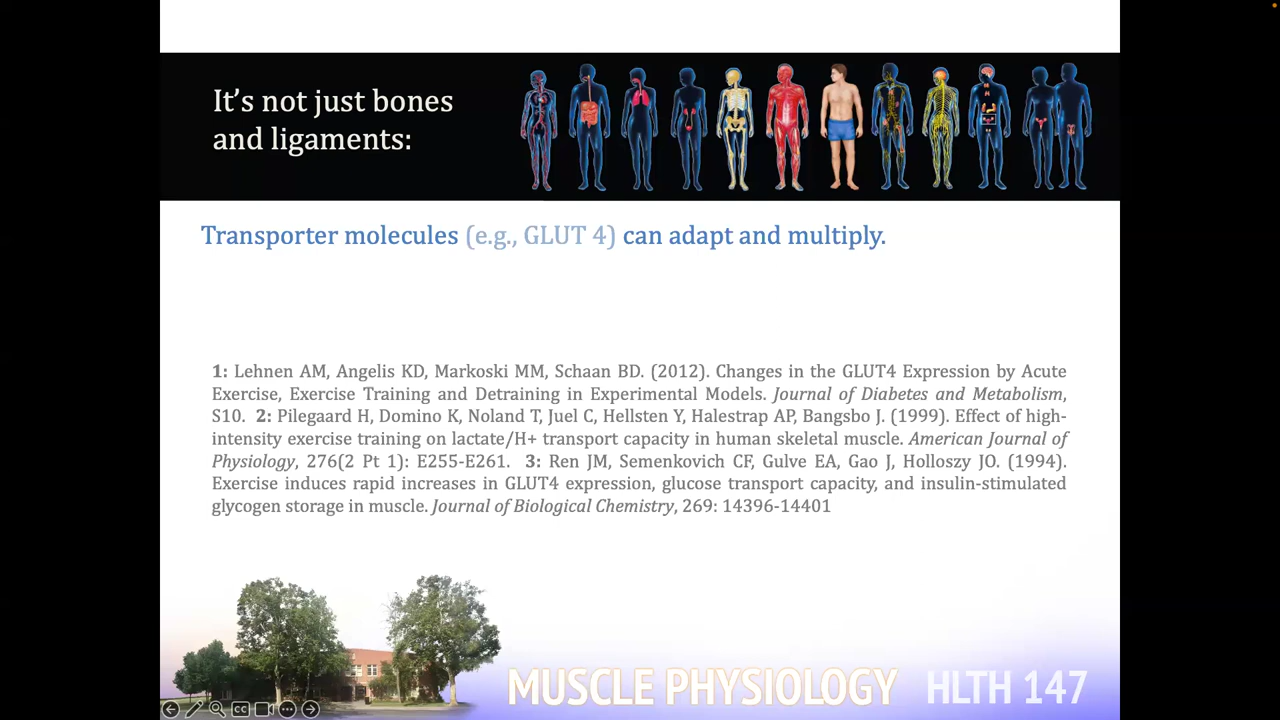 It's not just bones
and ligaments:
Transporter molecules (e.g., GLUT 4) can adapt and multiply.
1: Lehnen AM, Angelis KD, Markoski MM, Schaan BD. (2012). Changes in the GLUT4 Expression by Acute
Exercise, Exercise Training and Detraining in Experimental Models. Journal of Diabetes and Metabolism,
S10. 2: Pilegaard H, Domino K, Noland T, Juel C, Hellsten Y, Halestrap AP, Bangsbo J. (1999). Effect of high-
intensity exercise training on lactate/H+ transport capacity in human skeletal muscle. American Journal of
Physiology, 276(2 Pt 1): E255-E261. 3: Ren JM, Semenkovich CF, Gulve EA, Gao J, Holloszy JO. (1994).
Exercise induces rapid increases in GLUT4 expression, glucose transport capacity, and insulin-stimulated
glycogen storage in muscle. Journal of Biological Chemistry, 269: 14396-14401
MUSCLE PHYSIOLOGY HLTH 147
CC